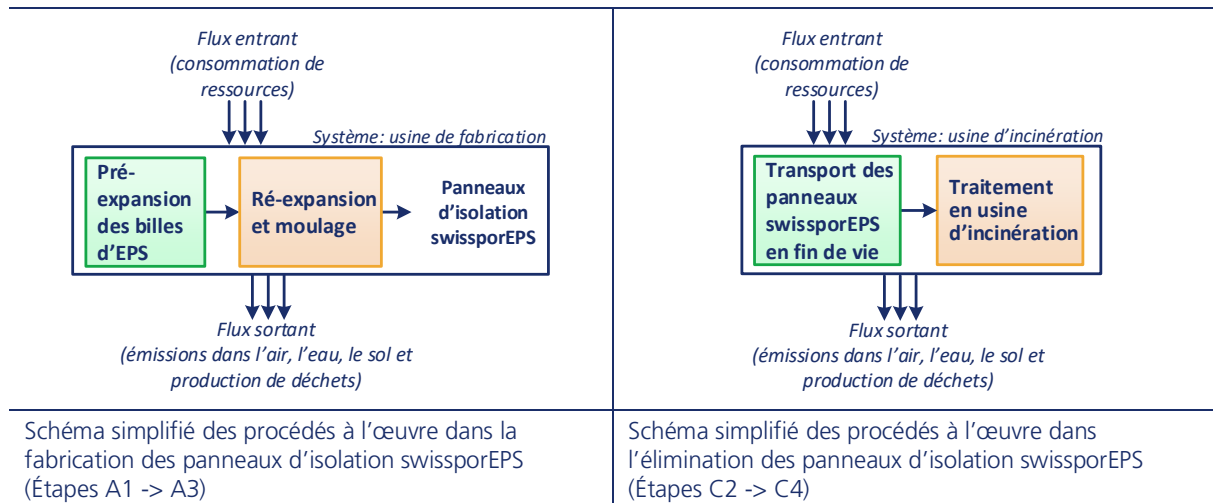 Flux entrant
(consommation de
ressources)
Système: usine de fabrication
Pré-
expansion
des billes
d'EPS
Ré-expansion
et moulage
Panneaux
d'isolation
swissporEPS
Flux sortant
(émissions dans l'air, l'eau, le sol et
production de déchets)
Schéma simplifié des procédés à l'œuvre dans la
fabrication des panneaux d'isolation swissporEPS
(Étapes A1 -> A3)
Flux entrant
(consommation de
ressources)
Système: usine d'incinération
Transport des
panneaux
swissporEPS
en fin de vie
Traitement
en usine
d'incinération
Flux sortant
(émissions dans l'air, l'eau, le sol et
production de déchets)
Schéma simplifié des procédés à l'œuvre dans
l'élimination des panneaux d'isolation swissporEPS
(Étapes C2 -> C4)